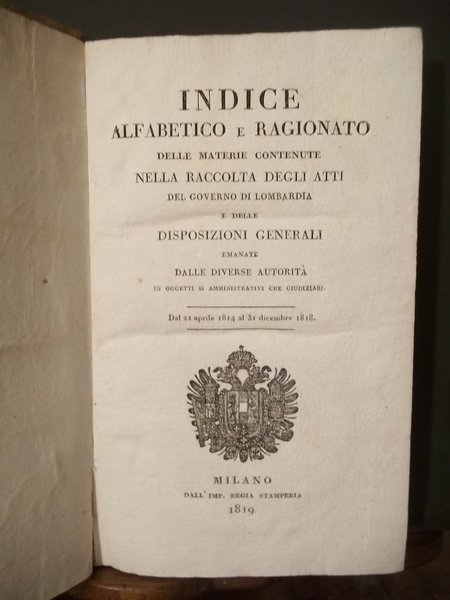 INDICE
ALFABETICO E RAGIONATO
DELLE MATERIE CONTENUTE
NELLA RACCOLTA DEGLI ATTI
DEL GOVERNO DI LOMBARDIA
E DELLE
DISPOSIZIONI GENERALI
EMANATE
DALLE DIVERSE AUTORITÀ
IN OGGETTI SÌ AMMINISTRATIVI CHE GIUDIZIARJ.
Dal 21 aprile 1814 al 31 dicembre 1818.
MILANO
DALL' IMP. REGIA STAMPERIA
1819